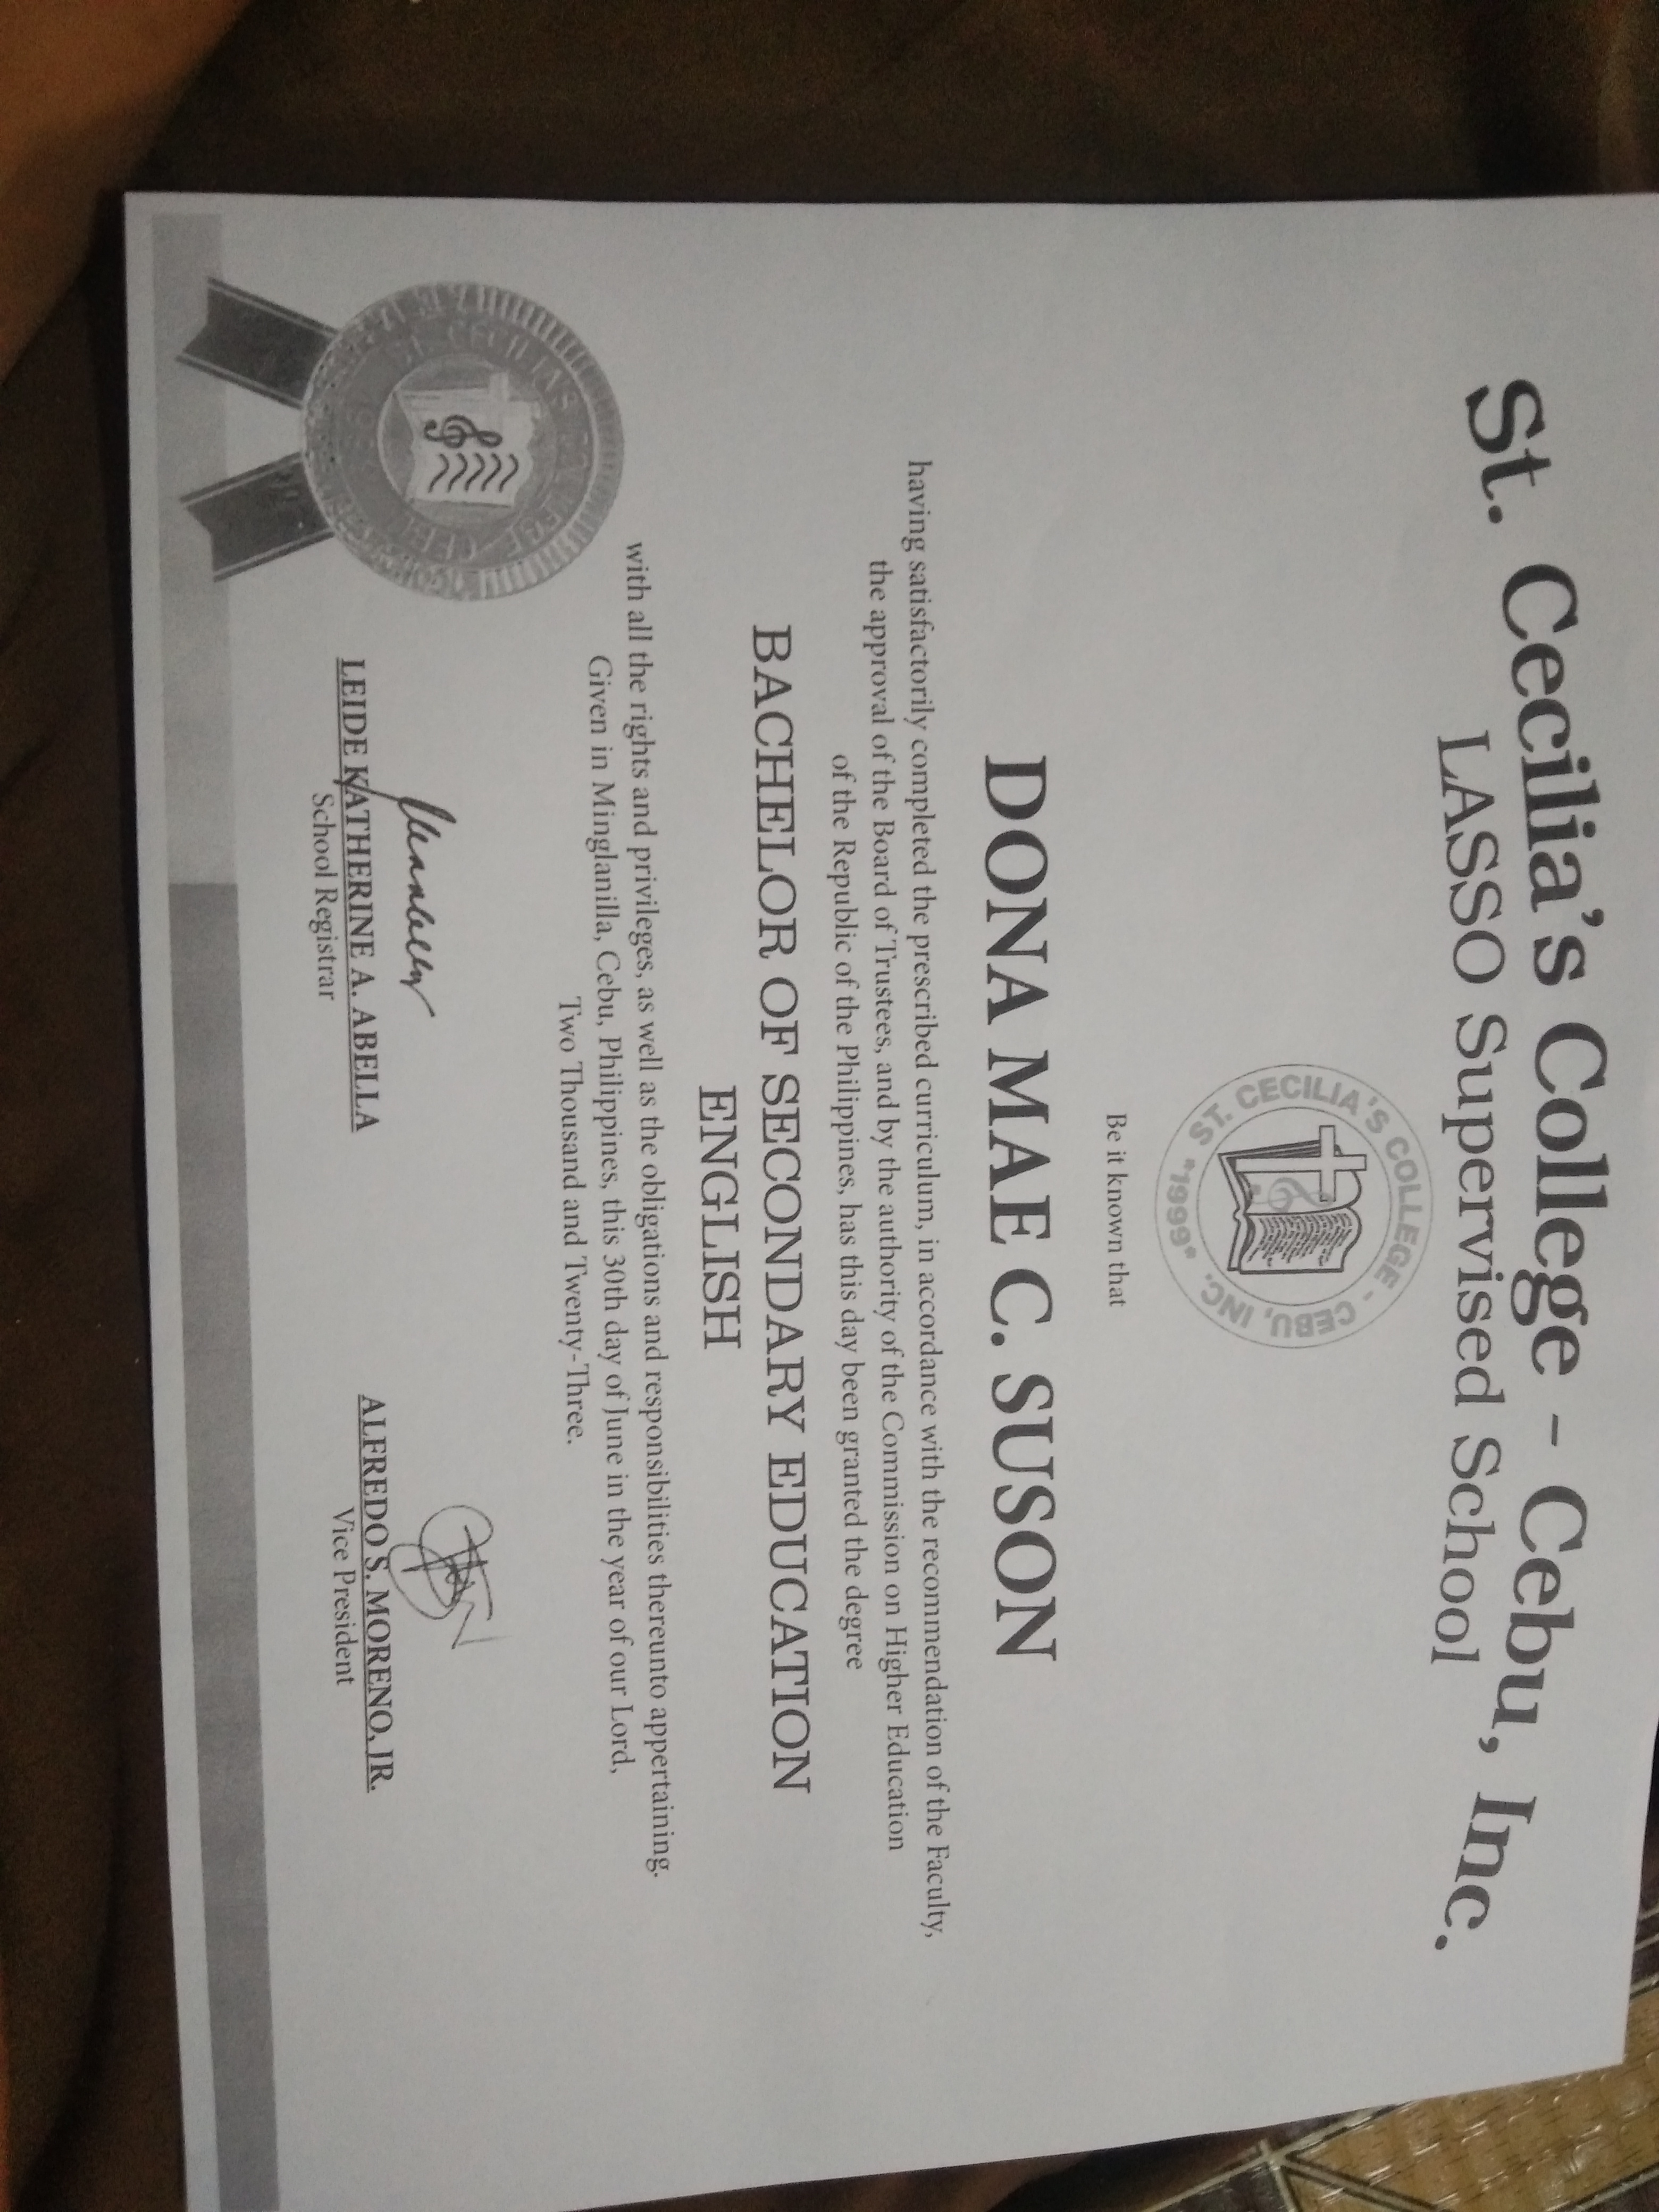 St. Cecilia's College - Cebu, Inc.
LASSO Supervised School
ST. CECILIA'S COLLEGE - CEBU, INC.
*1999*
Be it known that
DONA MAE C. SUSON
having satisfactorily completed the prescribed curriculum, in accordance with the recommendation of the Faculty,
the approval of the Board of Trustees, and by the authority of the Commission on Higher Education
of the Republic of the Philippines, has this day been granted the degree
BACHELOR OF SECONDARY EDUCATION
ENGLISH
with all the rights and privileges, as well as the obligations and responsibilities thereunto appertaining.
Given in Minglanilla, Cebu, Philippines, this 30th day of June in the year of our Lord,
Two Thousand and Twenty-Three.
LEIDE KATHERINE A. ABELLA
School Registrar
ALFREDO S. MORENO, JR.
Vice President